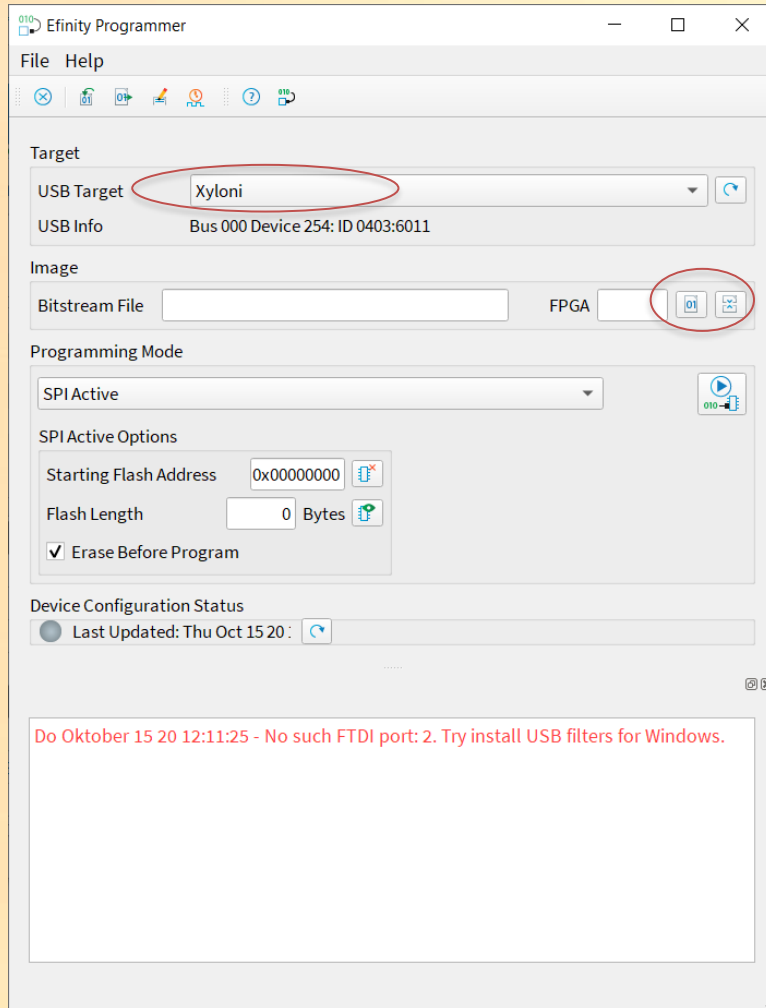 Efinity Programmer
File Help
Target
USB Target Xyloni
USB Info Bus 000 Device 254: ID 0403:6011
Image
Bitstream File FPGA
Programming Mode
SPI Active
SPI Active Options
Starting Flash Address 0x00000000
Flash Length 0 Bytes
Erase Before Program
Device Configuration Status
Last Updated: Thu Oct 15 20:
Do Oktober 15 20 12:11:25 - No such FTDI port: 2. Try install USB filters for Windows.